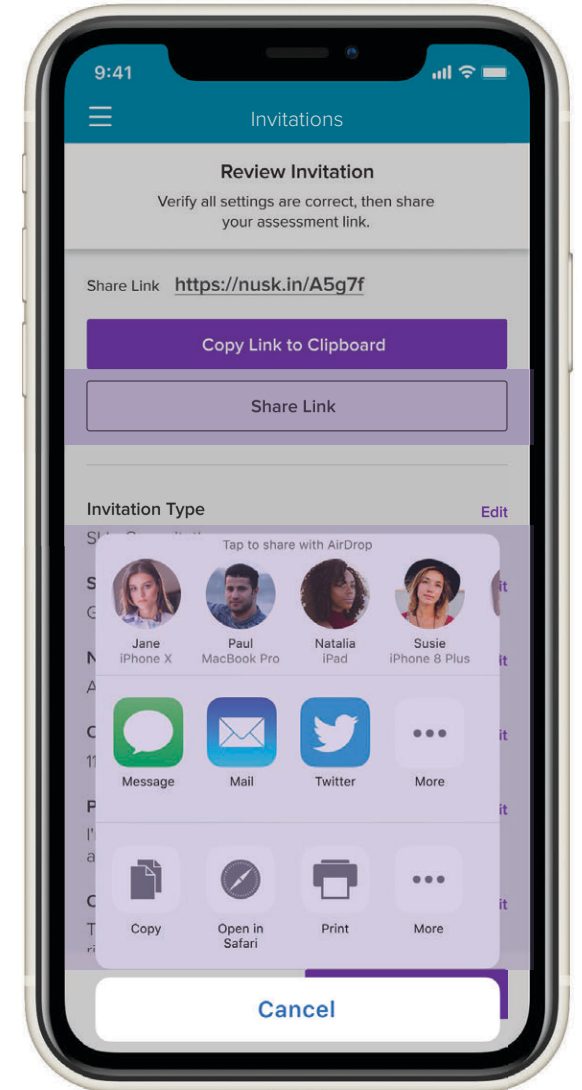 9:41
Invitations
Review Invitation
Verify all settings are correct, then share
your assessment link.
Share Link https://nusk.in/A5g7f
Copy Link to Clipboard
Share Link
Invitation Type Edit
Tap to share with AirDrop
Jane Paul Natalia Susie
iPhone X MacBook Pro iPad iPhone 8 Plus
Message Mail Twitter More
Copy Open in Print More
Safari
Cancel